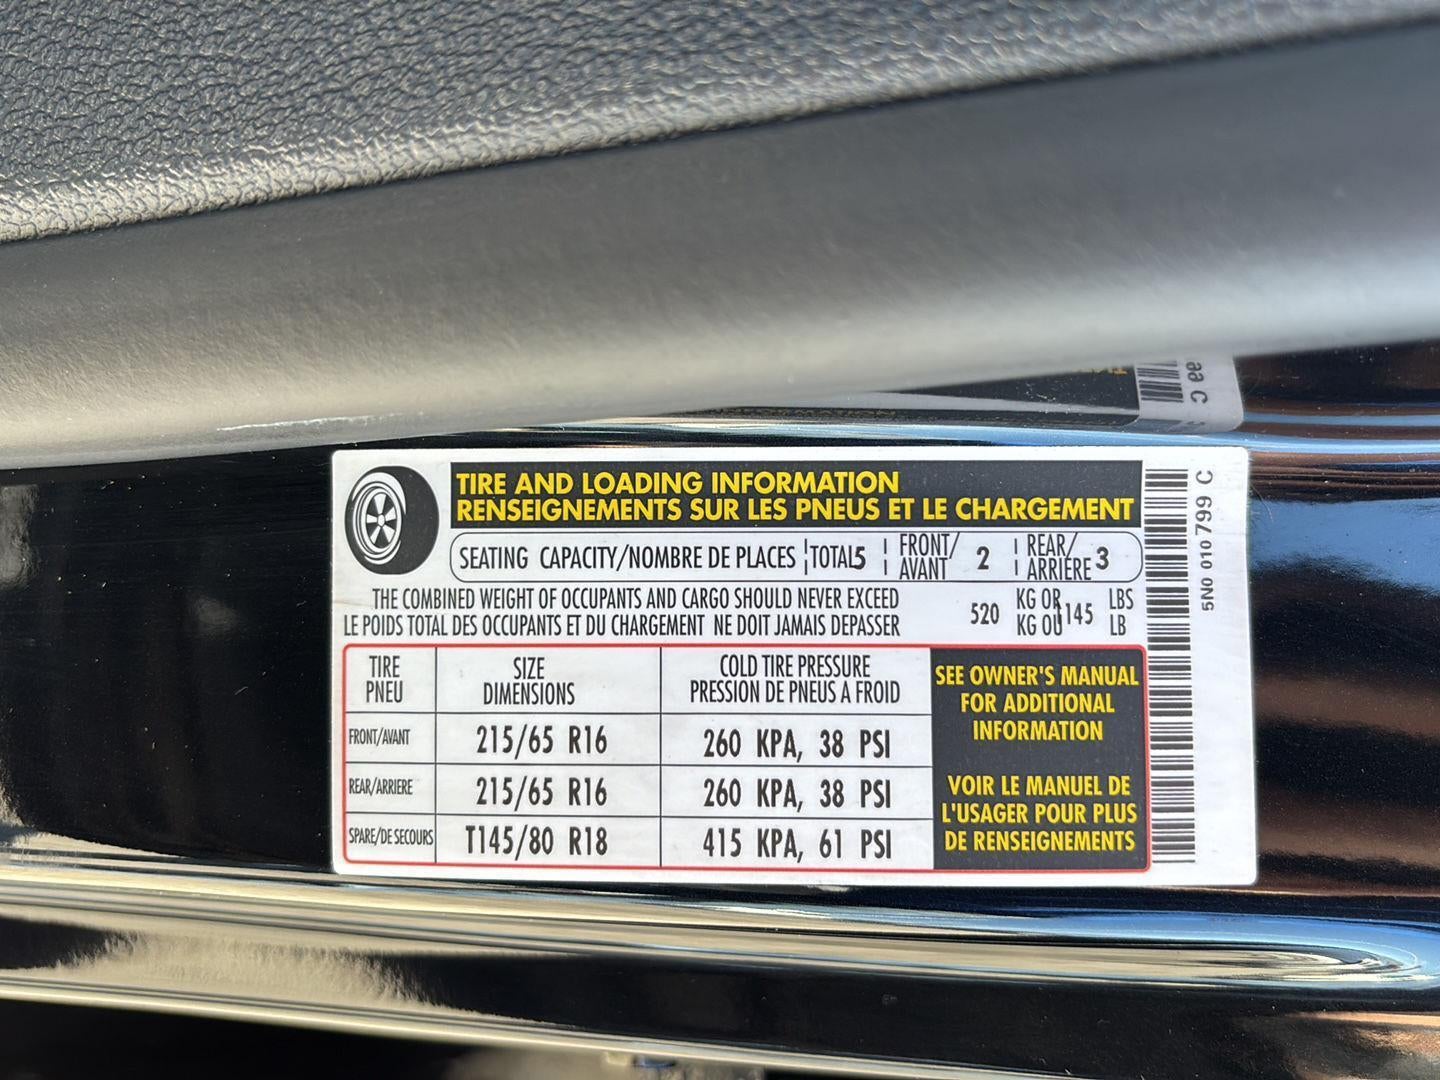 TIRE AND LOADING INFORMATION
RENSEIGNEMENTS SUR LES PNEUS ET LE CHARGEMENT
SEATING CAPACITY/NOMBRE DE PLACES TOTAL 5 FRONT/AVANT 2 REAR/ARRIERE 3
THE COMBINED WEIGHT OF OCCUPANTS AND CARGO SHOULD NEVER EXCEED 520 KG OR 1145 LBS
LE POIDS TOTAL DES OCCUPANTS ET DU CHARGEMENT NE DOIT JAMAIS DEPASSER KG OU LB
TIRE SIZE COLD TIRE PRESSURE
PNEU DIMENSIONS PRESSION DE PNEUS A FROID
FRONT/AVANT 215/65 R16 260 KPA, 38 PSI
REAR/ARRIERE 215/65 R16 260 KPA, 38 PSI
SPARE/DE SECOURS T145/80 R18 415 KPA, 61 PSI
SEE OWNER'S MANUAL
FOR ADDITIONAL
INFORMATION
VOIR LE MANUEL DE
L'USAGER POUR PLUS
DE RENSEIGNEMENTS
5N0 010 799 C